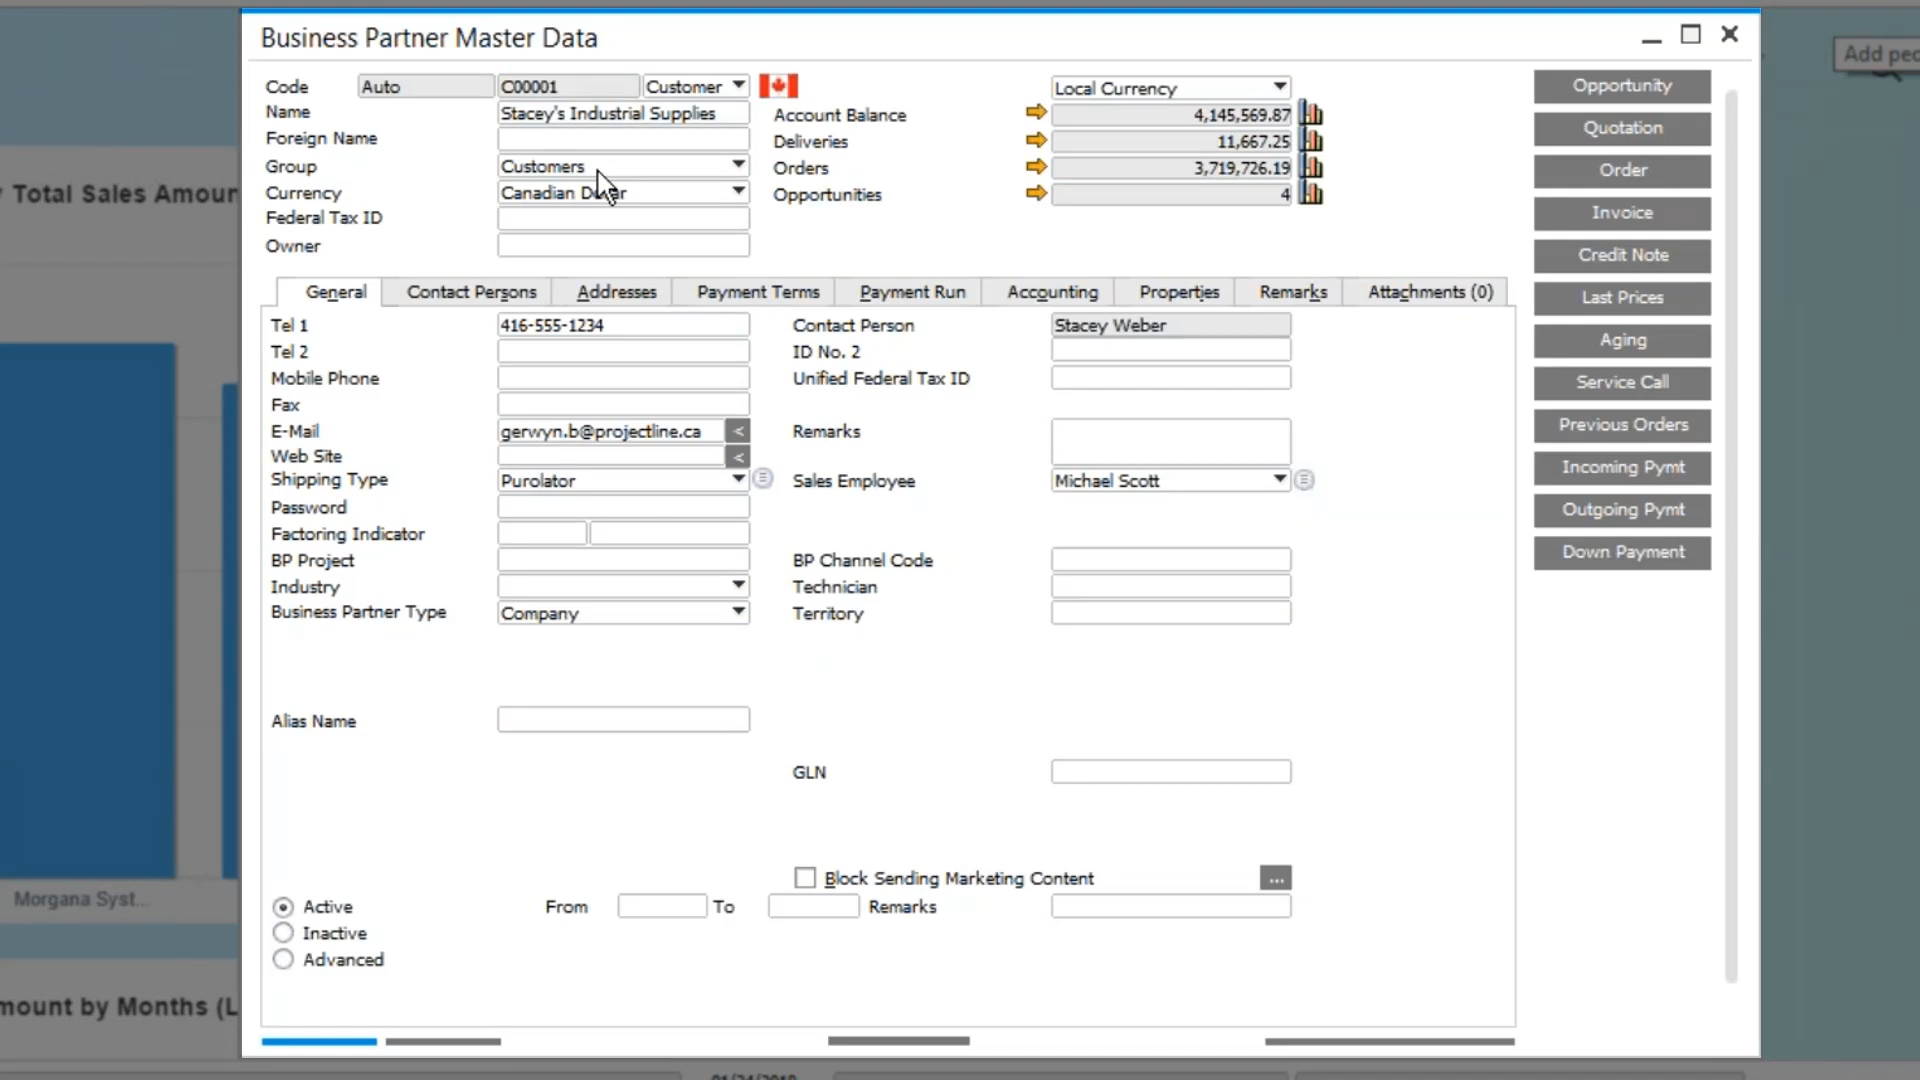 Business Partner Master Data
Add pe
Code Auto C00001 Customer Local Currency
Name Stacey's Industrial Supplies Account Balance 4,145,569.87
Foreign Name Deliveries 11,667.25
Group Customers Orders 3,719,726.19
Currency Canadian Opportunities 4
Federal Tax ID
Owner
Total Sales Amoun
General Contact Persons Addresses Payment Terms Payment Run Accounting Properties Remarks Attachments (0)
Tel 1 416-555-1234 Contact Person Stacey Weber
Tel 2 ID No. 2
Mobile Phone Unified Federal Tax ID
Fax
E-Mail gerwyn.b@projectline.ca < Remarks
Web Site <
Shipping Type Purolator Sales Employee Michael Scott
Password
Factoring Indicator
BP Project BP Channel Code
Industry Technician
Business Partner Type Company Territory
Alias Name
GLN
Block Sending Marketing Content ...
Active From To Remarks
Inactive
Advanced
Opportunity
Quotation
Order
Invoice
Credit Note
Last Prices
Aging
Service Call
Previous Orders
Incoming Pymt
Outgoing Pymt
Down Payment
Morgana Syst...
mount by Months (L